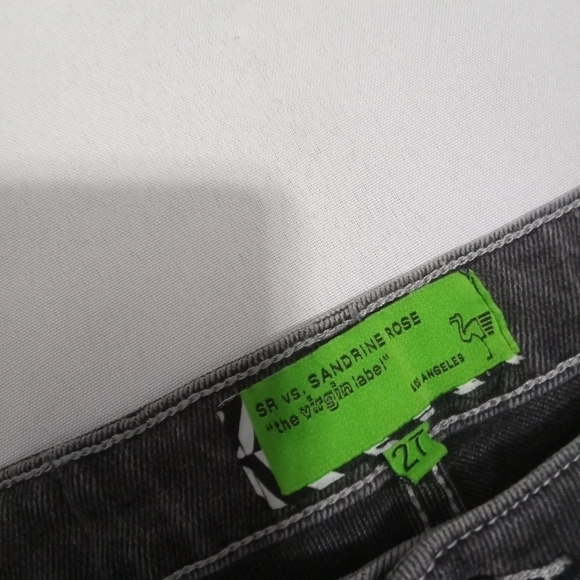 SR VS. SANDRINE ROSE
"the virgin label"
LOS ANGELES
27